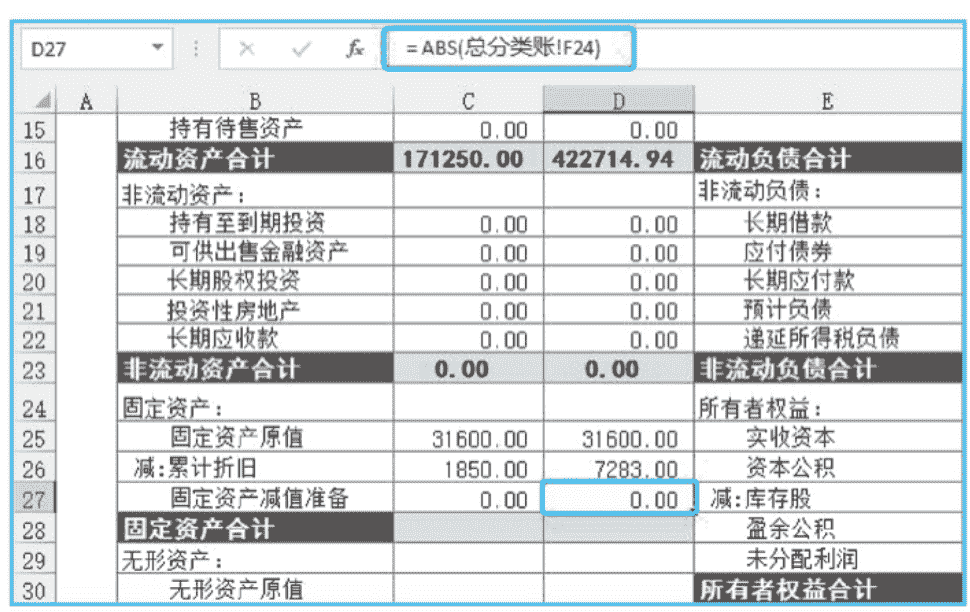 D27 fx =ABS(总分类账!F24)
A B C D E
15 持有待售资产 0.00 0.00
16 流动资产合计 171250.00 422714.94 流动负债合计
17 非流动资产: 非流动负债:
18 持有至到期投资 0.00 0.00 长期借款
19 可供出售金融资产 0.00 0.00 应付债券
20 长期股权投资 0.00 0.00 长期应付款
21 投资性房地产 0.00 0.00 预计负债
22 长期应收款 0.00 0.00 递延所得税负债
23 非流动资产合计 0.00 0.00 非流动负债合计
24 固定资产: 所有者权益:
25 固定资产原值 31600.00 31600.00 实收资本
26 减:累计折旧 1850.00 7283.00 资本公积
27 固定资产减值准备 0.00 0.00 减:库存股
28 固定资产合计 盈余公积
29 无形资产: 未分配利润
30 无形资产原值 所有者权益合计